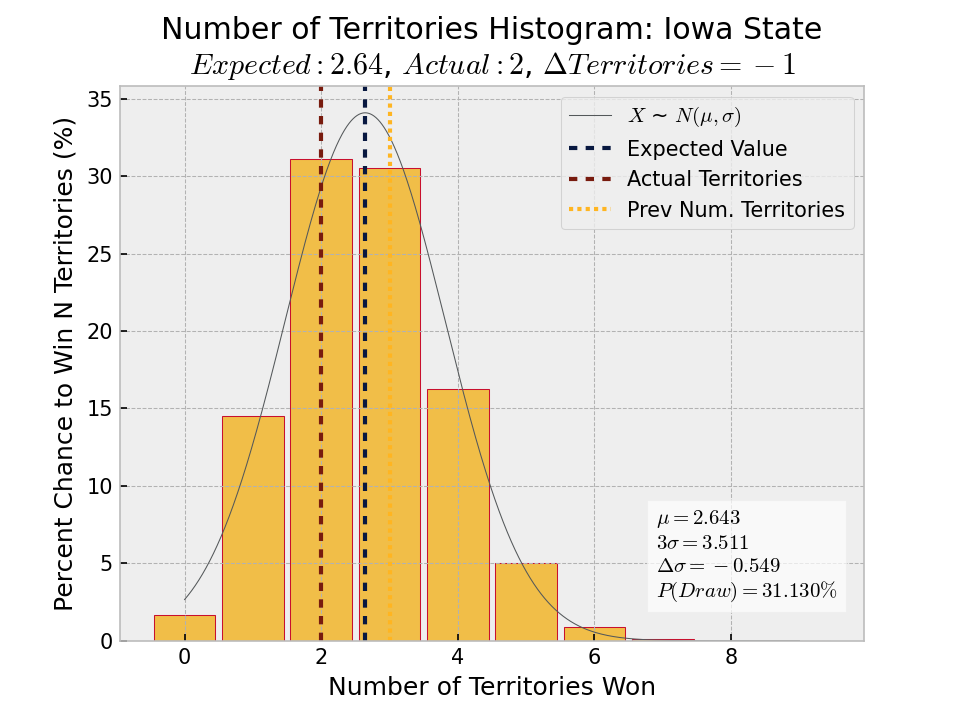 Number of Territories Histogram: Iowa State
Expected : 2.64, Actual : 2, ΔTerritories = −1
Percent Chance to Win N Territories (%)
35
30
25
20
15
10
5
0
X ∼ N(μ, σ)
Expected Value
Actual Territories
Prev Num. Territories
μ = 2.643
3σ = 3.511
Δσ = −0.549
P(Draw) = 31.130%
0 2 4 6 8
Number of Territories Won